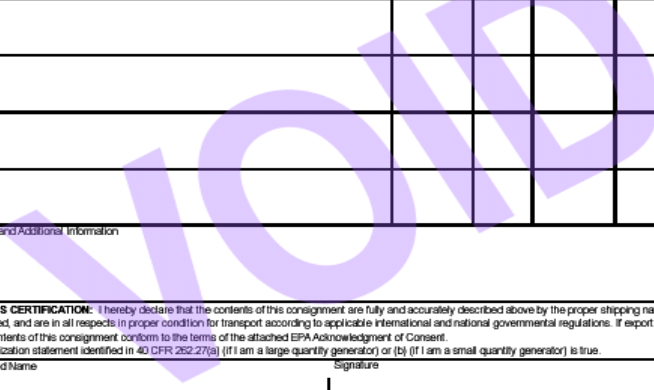 VOID
and Additional Information
S CERTIFICATION: I hereby declare that the contents of this consignment are fully and accurately described above by the proper shipping na
ed, and are in all respects in proper condition for transport according to applicable international and national governmental regulations. If export
ntents of this consignment conform to the terms of the attached EPA Acknowledgment of Consent.
ization statement identified in 40 CFR 262.27(a) (if I am a large quantity generator) or (b) (if I am a small quantity generator) is true.
d Name Signature